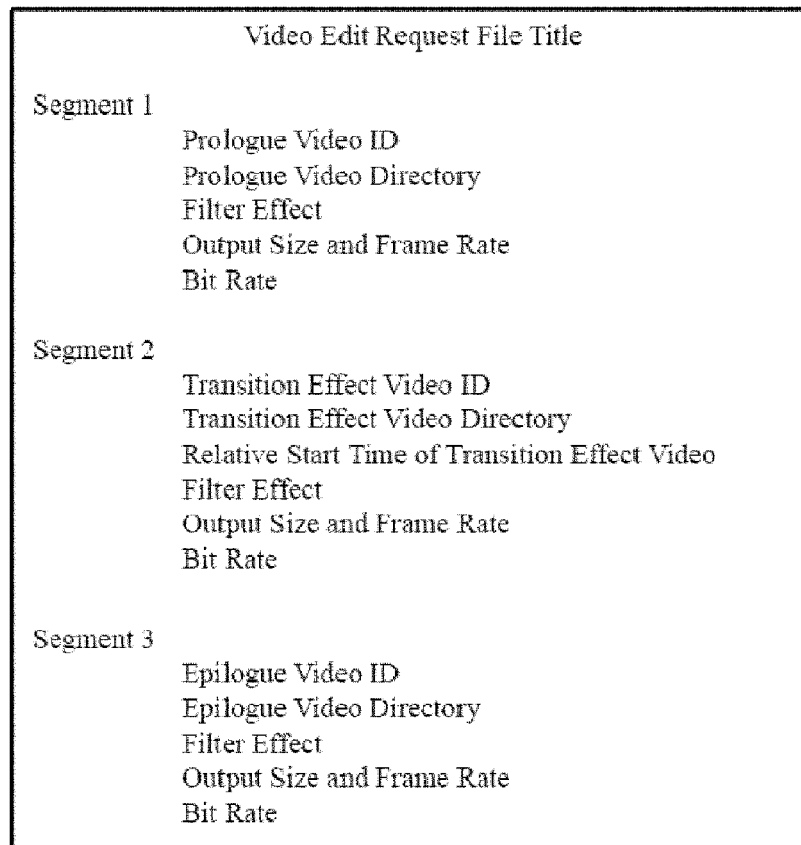 Video Edit Request File Title
Segment 1
Prologue Video ID
Prologue Video Directory
Filter Effect
Output Size and Frame Rate
Bit Rate
Segment 2
Transition Effect Video ID
Transition Effect Video Directory
Relative Start Time of Transition Effect Video
Filter Effect
Output Size and Frame Rate
Bit Rate
Segment 3
Epilogue Video ID
Epilogue Video Directory
Filter Effect
Output Size and Frame Rate
Bit Rate